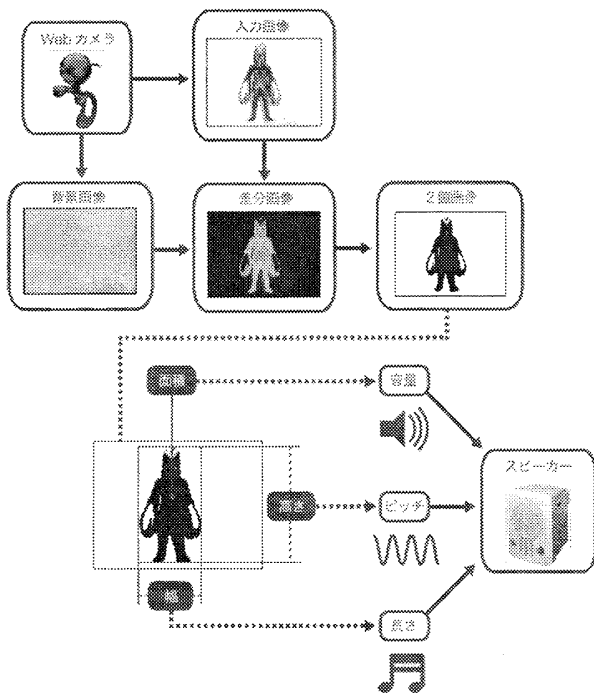 Webカメラ
入力画像
背景画像
差分画像
2値画像
面積
容量
スピーカー
高さ
ピッチ
幅
長さ